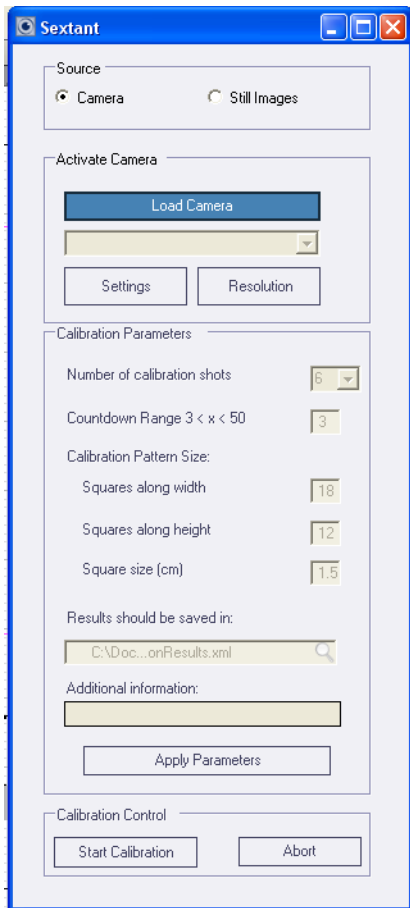 Sextant
Source
Camera Still Images
Activate Camera
Load Camera
Settings Resolution
Calibration Parameters
Number of calibration shots 6
Countdown Range 3 < x < 50 3
Calibration Pattern Size:
Squares along width 18
Squares along height 12
Square size (cm) 1.5
Results should be saved in:
C:\Doc...onResults.xml
Additional information:
Apply Parameters
Calibration Control
Start Calibration Abort